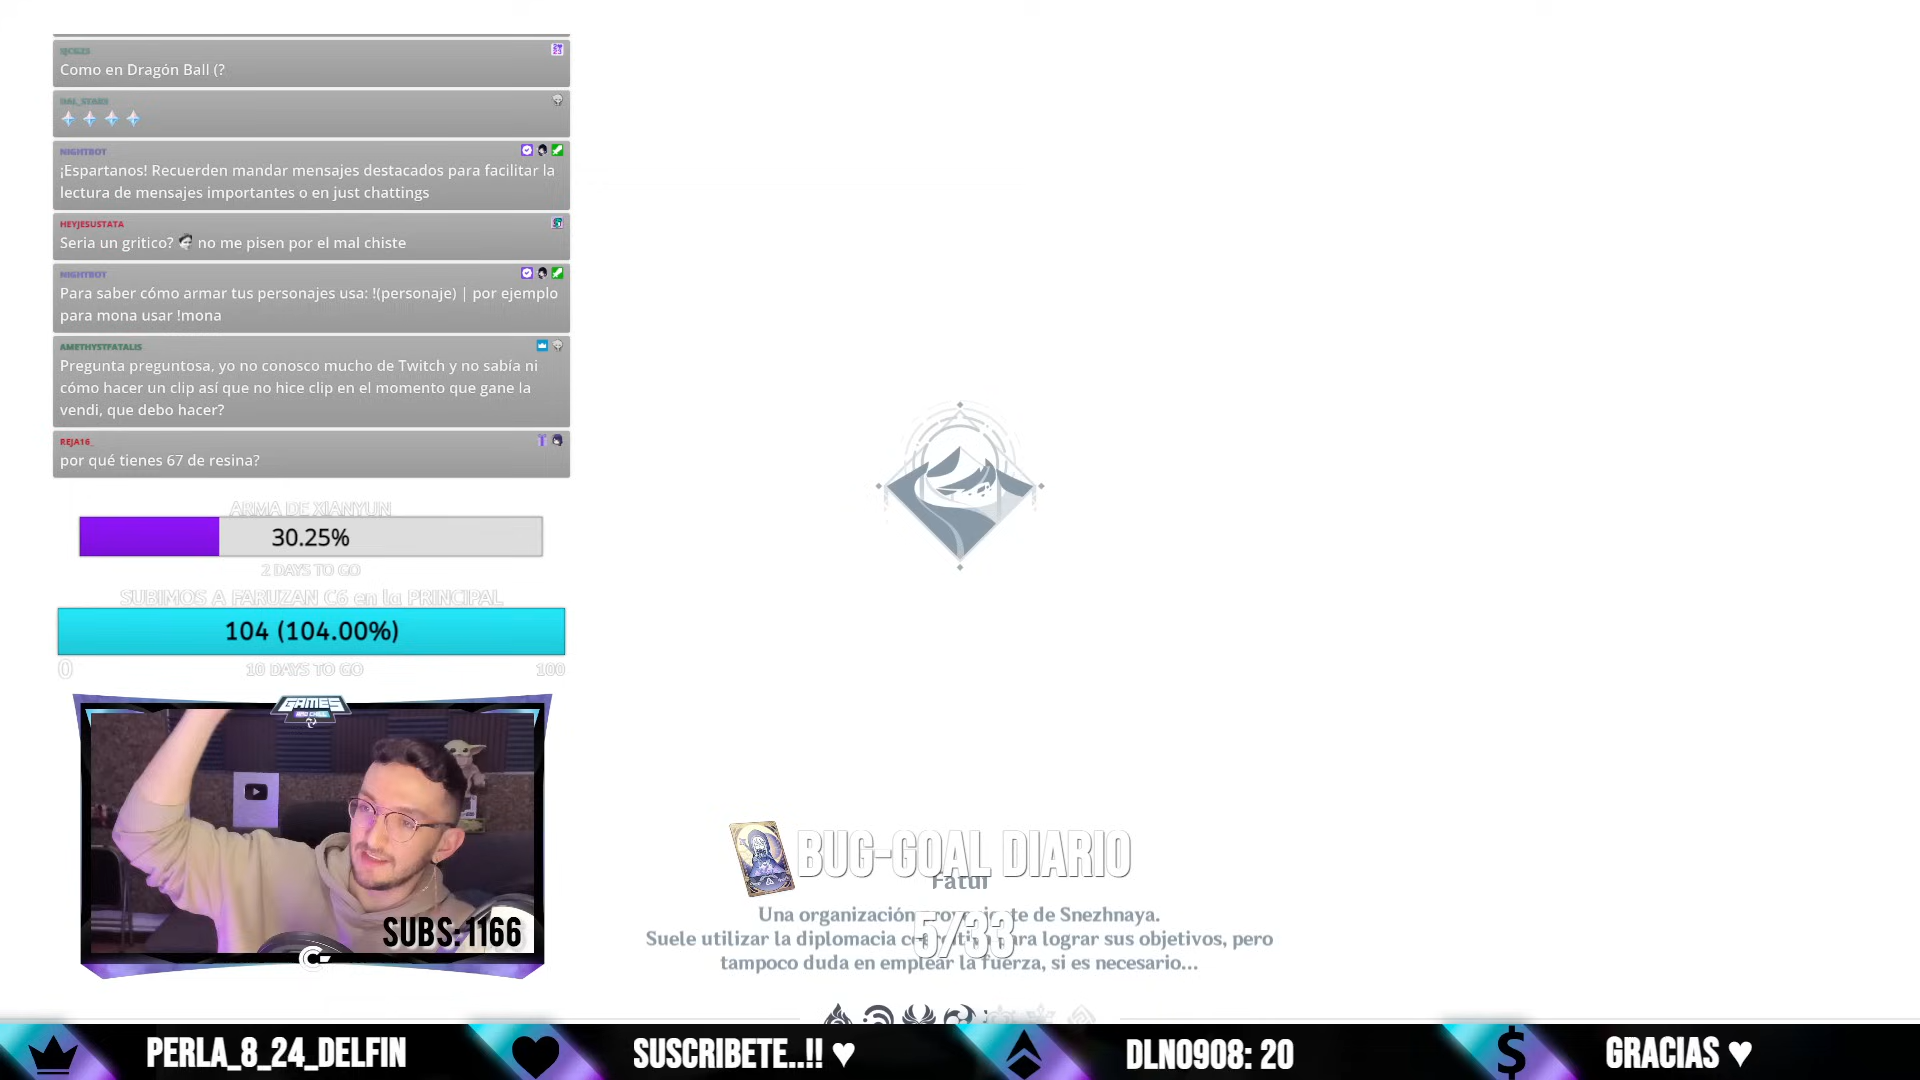 Como en Dragón Ball (?
NIGHTBOT
¡Espartanos! Recuerden mandar mensajes destacados para facilitar la
lectura de mensajes importantes o en just chattings
HEYJESUSTATA
Seria un gritico? no me pisen por el mal chiste
NIGHTBOT
Para saber cómo armar tus personajes usa: !(personaje) | por ejemplo
para mona usar !mona
AMETHYSTFATALIS
Pregunta preguntosa, yo no conosco mucho de Twitch y no sabía ni
cómo hacer un clip así que no hice clip en el momento que gane la
vendi, que debo hacer?
REJA16_
por qué tienes 67 de resina?
ARMA DE XIANYUN
30.25%
2 DAYS TO GO
SUBIMOS A FARUZAN C6 en la PRINCIPAL
104 (104.00%)
0 10 DAYS TO GO 100
GAMES
SUBS: 1166
BUG-GOAL DIARIO
Fatui
5/33
Una organización de Snezhnaya.
Suele utilizar la diplomacia para lograr sus objetivos, pero
tampoco duda en emplear la fuerza, si es necesario...
PERLA_8_24_DELFIN
SUSCRIBETE..!! ♥
DLN0908: 20
GRACIAS ♥